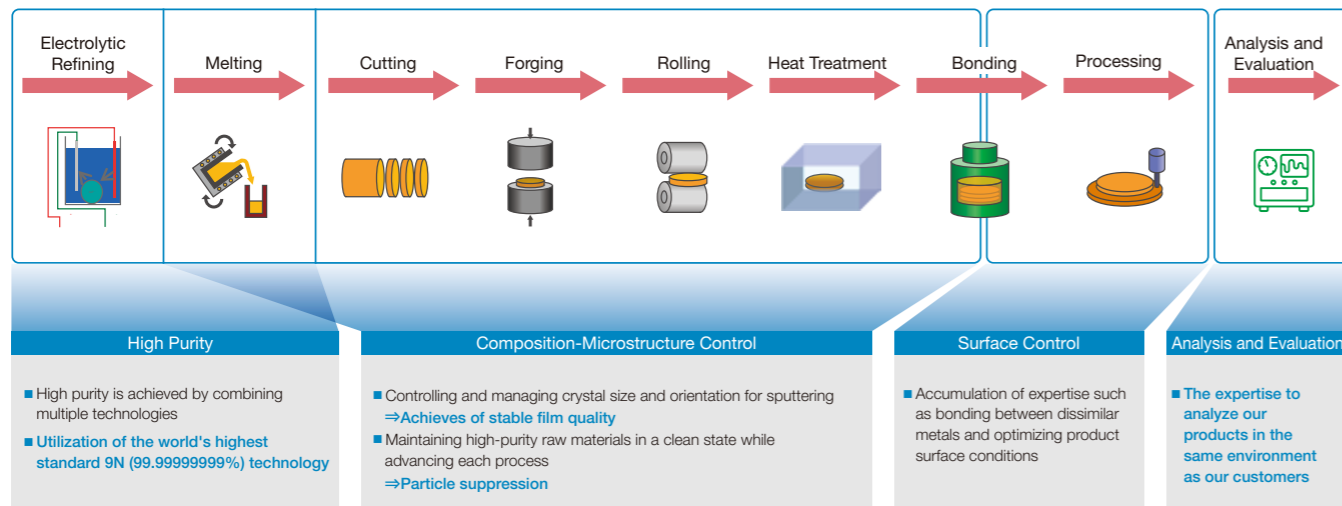 Electrolytic
Refining
Melting
Cutting
Forging
Rolling
Heat Treatment
Bonding
Processing
Analysis and
Evaluation
High Purity
■ High purity is achieved by combining
multiple technologies
■ Utilization of the world's highest
standard 9N (99.99999999%) technology
Composition-Microstructure Control
■ Controlling and managing crystal size and orientation for sputtering
⇒Achieves of stable film quality
■ Maintaining high-purity raw materials in a clean state while
advancing each process
⇒Particle suppression
Surface Control
■ Accumulation of expertise such
as bonding between dissimilar
metals and optimizing product
surface conditions
Analysis and Evaluation
■ The expertise to
analyze our
products in the
same environment
as our customers